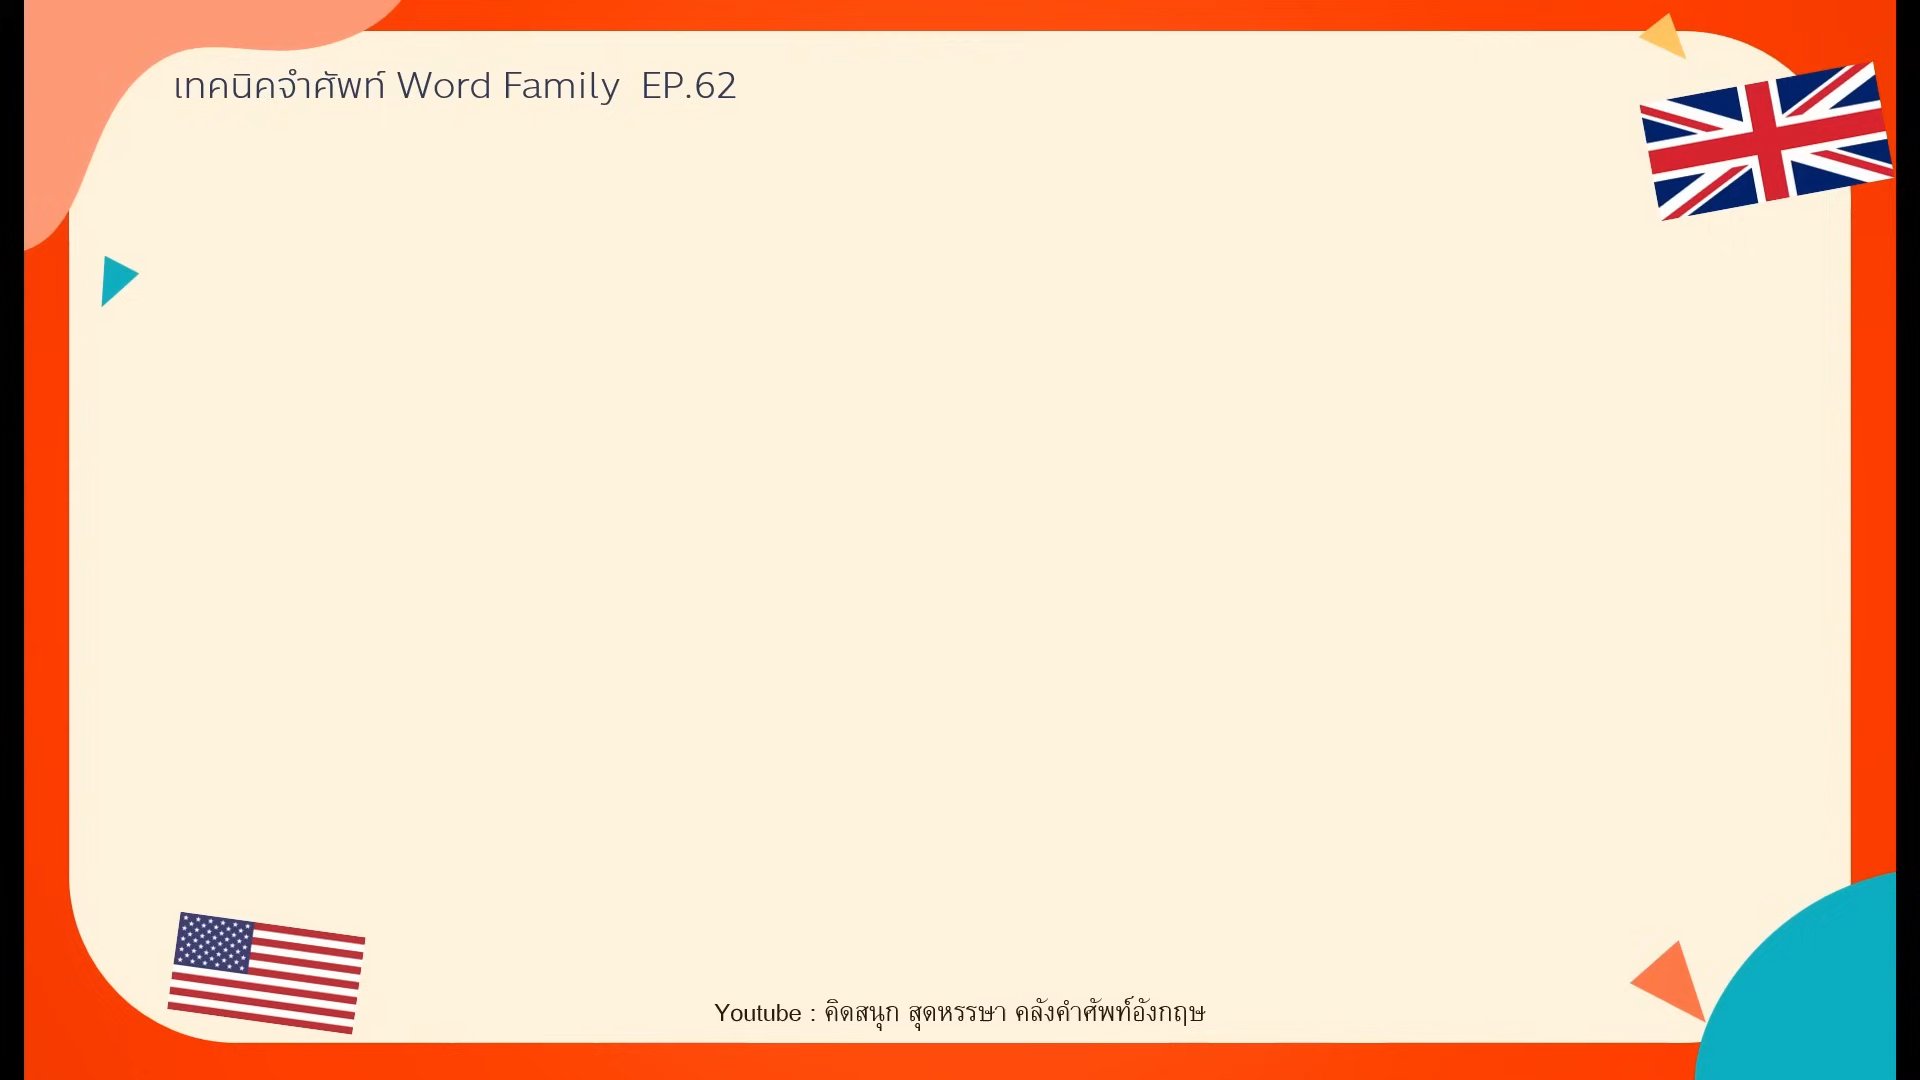 เทคนิคจำศัพท์ Word Family EP.62
Youtube : คิดสนุก สุดหรรษา คลังคำศัพท์อังกฤษ